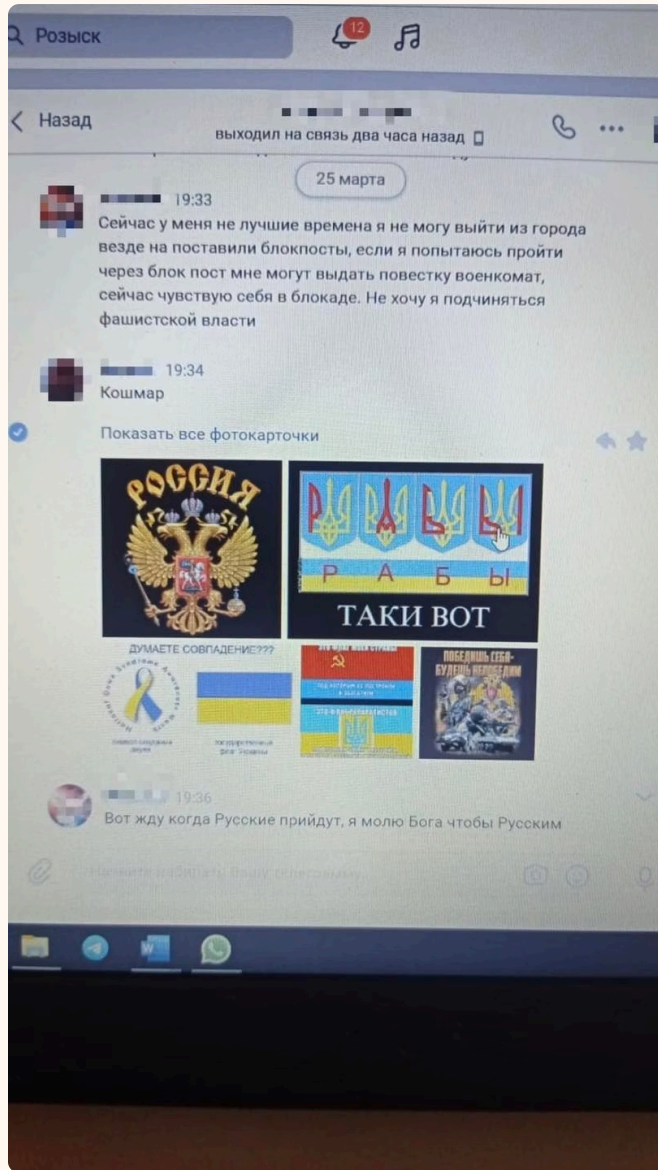 Розыск
12
Назад
выходил на связь два часа назад
25 марта
19:33
Сейчас у меня не лучшие времена я не могу выйти из города
везде на поставили блокпосты, если я попытаюсь пройти
через блок пост мне могут выдать повестку военкомат,
сейчас чувствую себя в блокаде. Не хочу я подчиняться
фашистской власти
19:34
Кошмар
Показать все фотокарточки
РОССИЯ
РАБЫ
Р А Б Ы
ТАКИ ВОТ
ДУМАЕТЕ СОВПАДЕНИЕ???
ПОБЕДИШЬ СЕБЯ-
БУДЕШЬ НЕПОБЕДИМ
19:36
Вот жду когда Русские прийдут, я молю Бога чтобы Русским